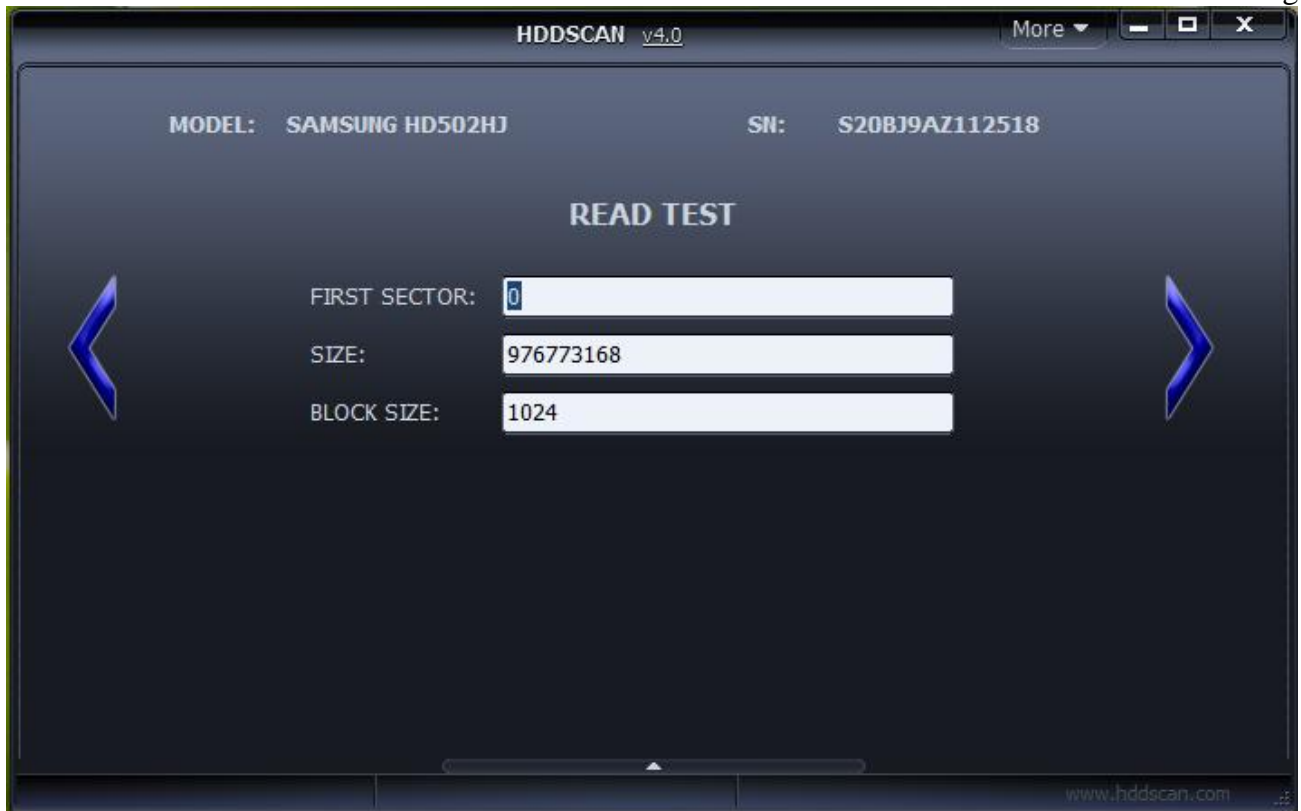 HDDSCAN v4.0 More
MODEL: SAMSUNG HD502HJ SN: S20BJ9AZ112518
READ TEST
FIRST SECTOR: 0
SIZE: 976773168
BLOCK SIZE: 1024
www.hddscan.com